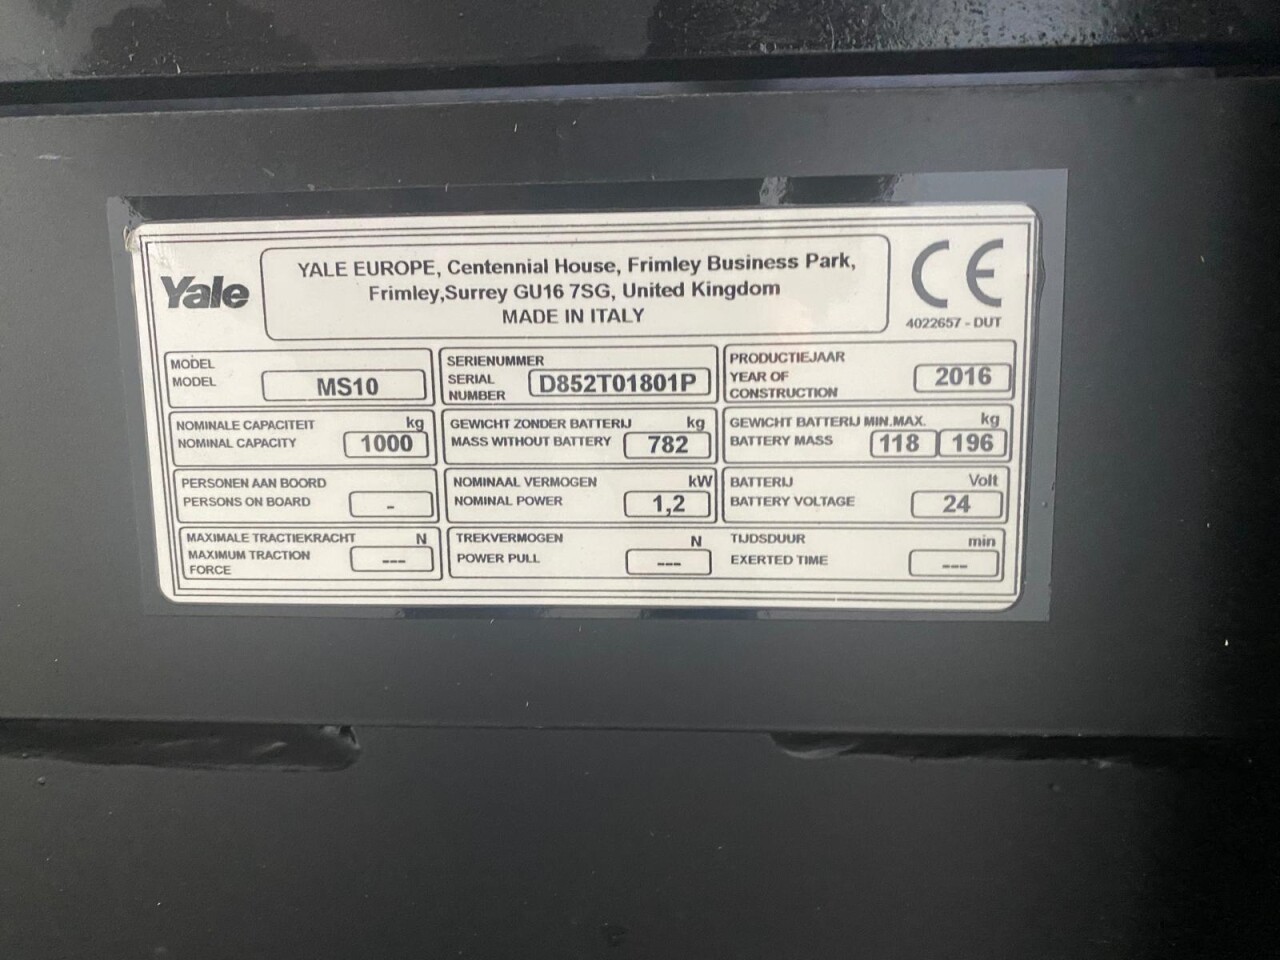 Yale
YALE EUROPE, Centennial House, Frimley Business Park,
Frimley,Surrey GU16 7SG, United Kingdom
MADE IN ITALY
CE
4022657 - DUT
MODEL
MODEL
MS10
SERIENUMMER
SERIAL
NUMBER
D852T01801P
PRODUCTIEJAAR
YEAR OF
CONSTRUCTION
2016
NOMINALE CAPACITEIT kg
NOMINAL CAPACITY 1000
GEWICHT ZONDER BATTERIJ kg
MASS WITHOUT BATTERY 782
GEWICHT BATTERIJ MIN.MAX. kg
BATTERY MASS 118 196
PERSONEN AAN BOORD
PERSONS ON BOARD -
NOMINAAL VERMOGEN kW
NOMINAL POWER 1,2
BATTERIJ Volt
BATTERY VOLTAGE 24
MAXIMALE TRACTIEKRACHT N
MAXIMUM TRACTION
FORCE ---
TREKVERMOGEN N
POWER PULL ---
TIJDSDUUR min
EXERTED TIME ---